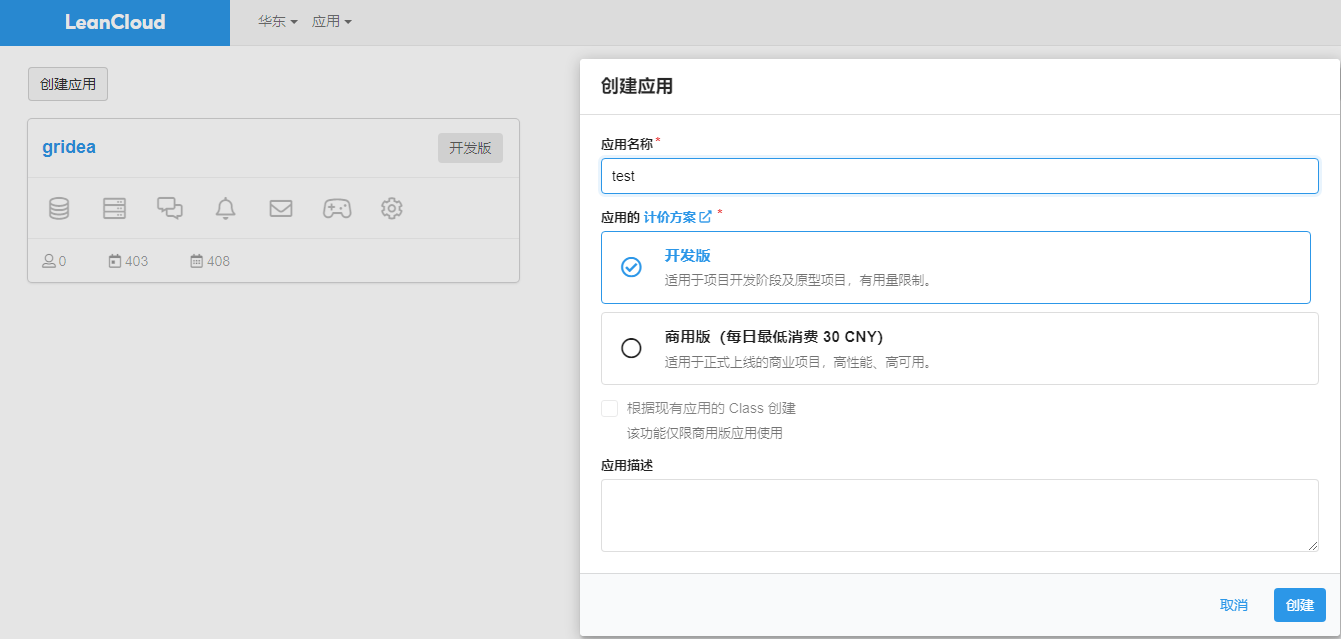 LeanCloud
华东 应用
创建应用
gridea
开发版
0 403 408
创建应用
应用名称*
test
应用的 计价方案 *
开发版
适用于项目开发阶段及原型项目，有用量限制。
商用版（每日最低消费 30 CNY)
适用于正式上线的商业项目，高性能、高可用。
根据现有应用的 Class 创建
该功能仅限商用版应用使用
应用描述
取消 创建